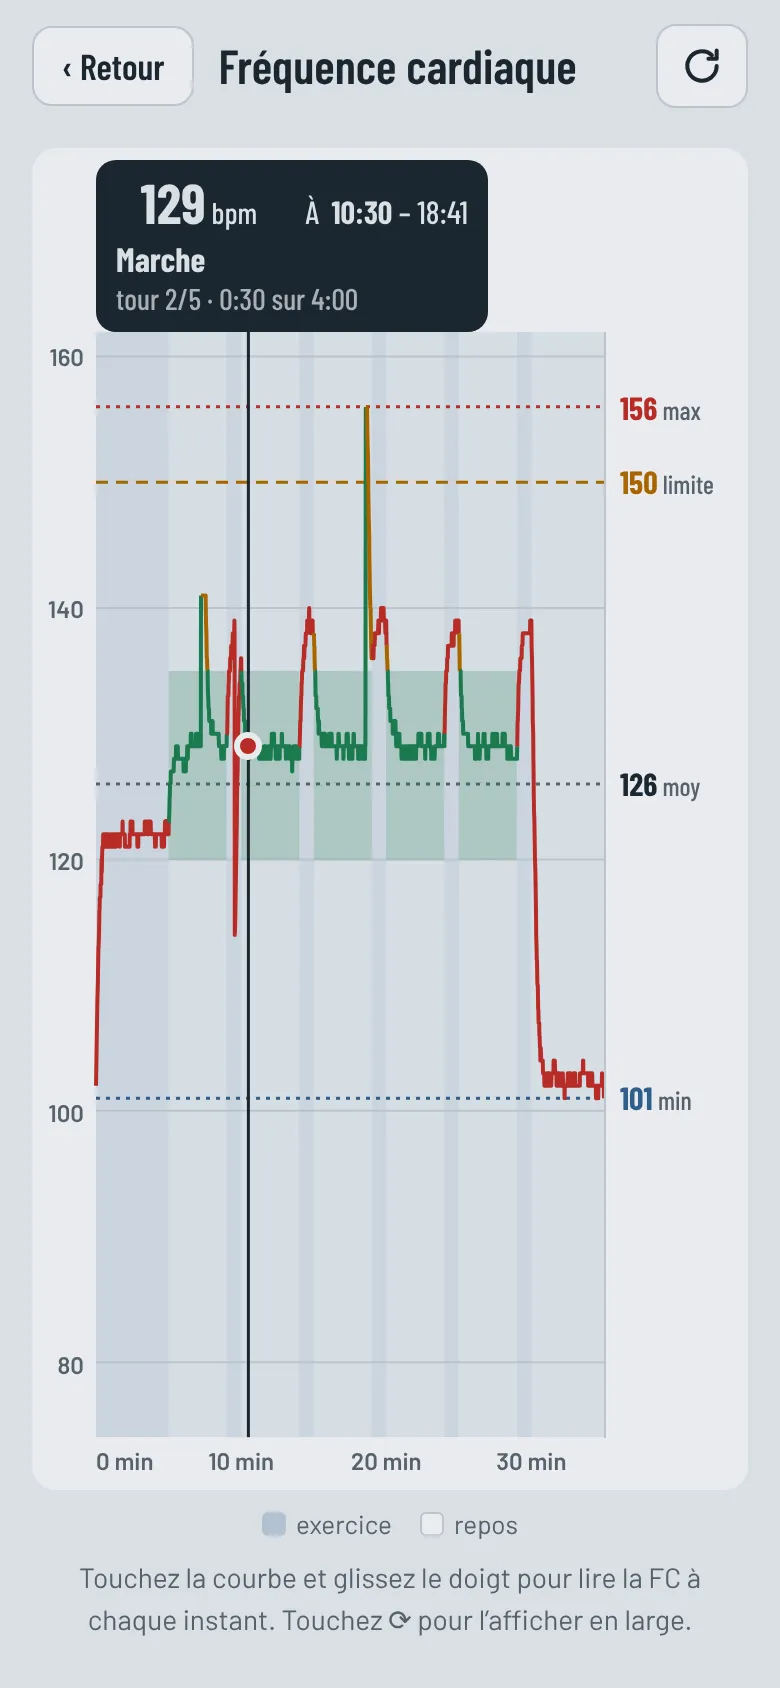 ‹ Retour
Fréquence cardiaque
129 bpm À 10:30 – 18:41
Marche
tour 2/5 · 0:30 sur 4:00
160
156 max
150 limite
140
126 moy
120
101 min
100
80
0 min 10 min 20 min 30 min
exercice repos
Touchez la courbe et glissez le doigt pour lire la FC à
chaque instant. Touchez ⟳ pour l’afficher en large.